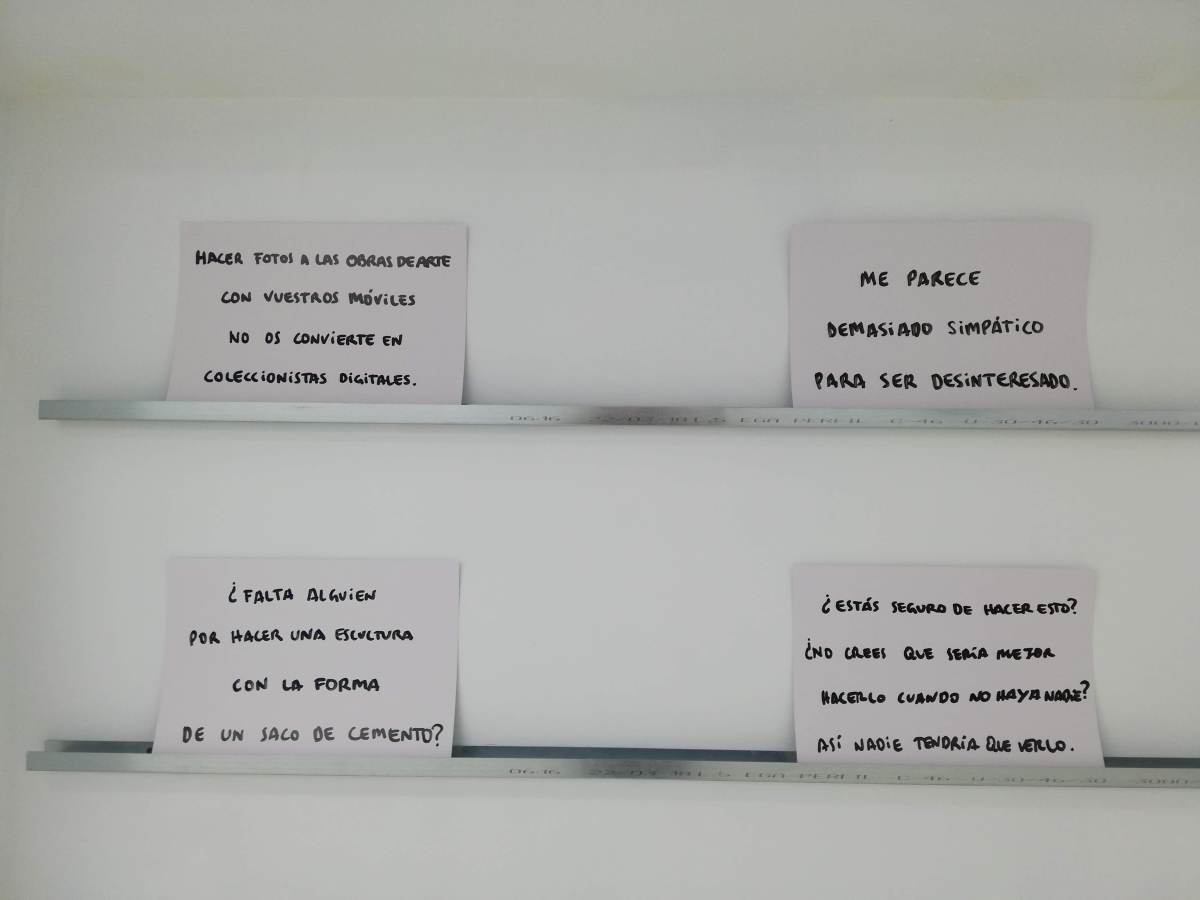 HACER FOTOS A LAS OBRAS DE ARTE
CON VUESTROS MÓVILES
NO OS CONVIERTE EN
COLECCIONISTAS DIGITALES.
ME PARECE
DEMASIADO SIMPÁTICO
PARA SER DESINTERESADO.
¿FALTA ALGUIEN
POR HACER UNA ESCULTURA
CON LA FORMA
DE UN SACO DE CEMENTO?
¿ESTÁS SEGURO DE HACER ESTO?
¿NO CREES QUE SERÍA MEJOR
HACERLO CUANDO NO HAYA NADIE?
ASÍ NADIE TENDRÍA QUE VERLO.